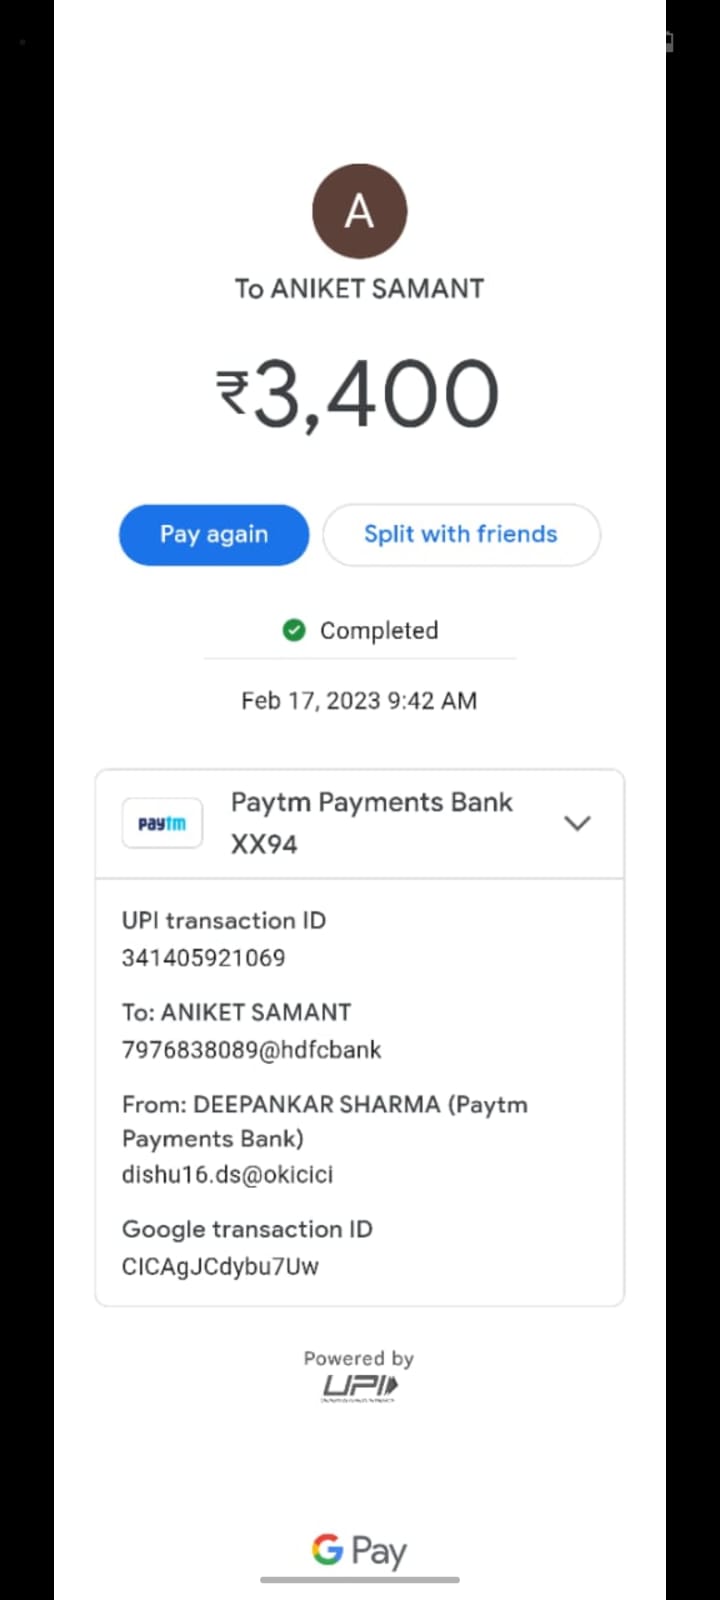 A
To ANIKET SAMANT
₹3,400
Pay again
Split with friends
Completed
Feb 17, 2023 9:42 AM
paytm
Paytm Payments Bank
XX94
UPI transaction ID
341405921069
To: ANIKET SAMANT
7976838089@hdfcbank
From: DEEPANKAR SHARMA (Paytm
Payments Bank)
dishu16.ds@okicici
Google transaction ID
CICAgJCdybu7Uw
Powered by
UPI
G Pay